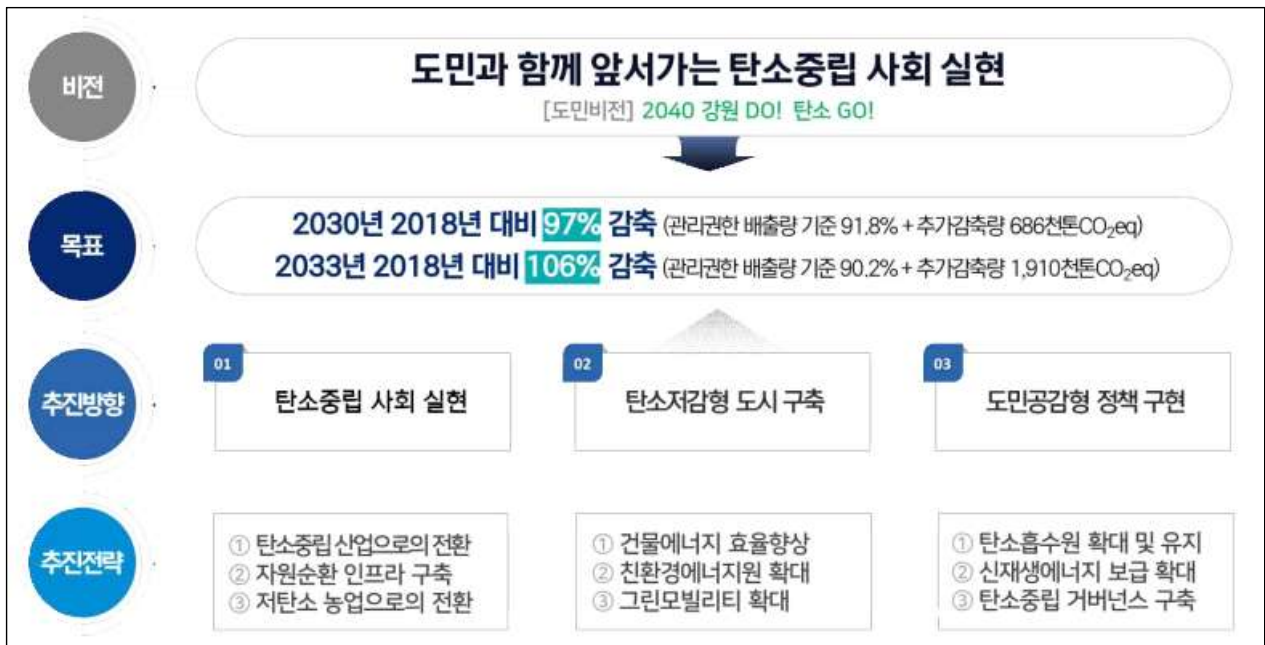 비전
도민과 함께 앞서가는 탄소중립 사회 실현
[도민비전] 2040 강원 DO! 탄소 GO!
목표
2030년 2018년 대비 97% 감축 (관리권한 배출량 기준 91.8% + 추가감축량 686천톤CO₂eq)
2033년 2018년 대비 106% 감축 (관리권한 배출량 기준 90.2% + 추가감축량 1,910천톤CO₂eq)
추진방향
01
탄소중립 사회 실현
02
탄소저감형 도시 구축
03
도민공감형 정책 구현
추진전략
① 탄소중립 산업으로의 전환
② 자원순환 인프라 구축
③ 저탄소 농업으로의 전환
① 건물에너지 효율향상
② 친환경에너지원 확대
③ 그린모빌리티 확대
① 탄소흡수원 확대 및 유지
② 신재생에너지 보급 확대
③ 탄소중립 거버넌스 구축